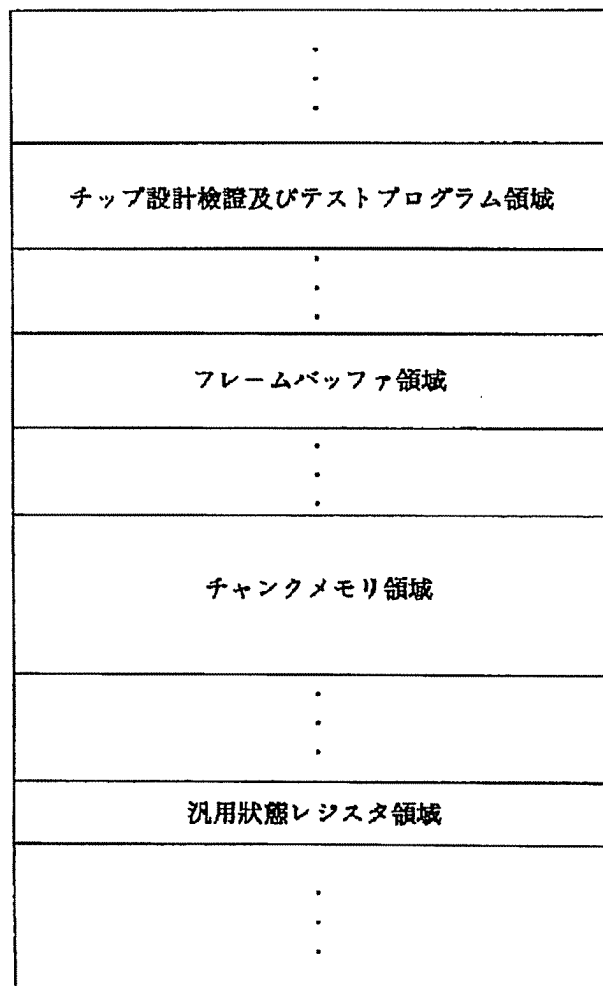 チップ設計檢證及びテストプログラム領域
フレームバッファ領域
チャンクメモリ領域
汎用狀態レジスタ領域